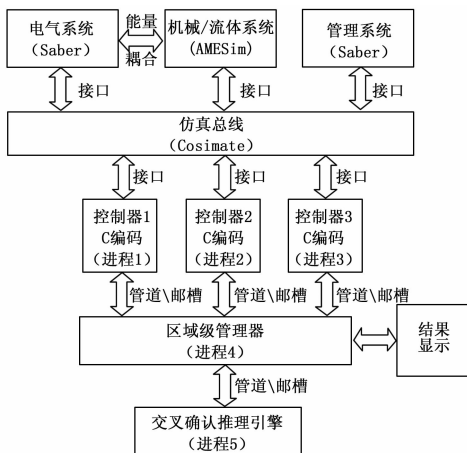 电气系统
(Saber)
能量
耦合
机械/流体系统
(AMESim)
管理系统
(Saber)
接口
接口
接口
仿真总线
(Cosimate)
接口
接口
接口
控制器1
C编码
(进程1)
控制器2
C编码
(进程2)
控制器3
C编码
(进程3)
管道\邮槽
管道\邮槽
管道\邮槽
区域级管理器
(进程4)
结果
显示
管道\邮槽
交叉确认推理引擎
(进程5)